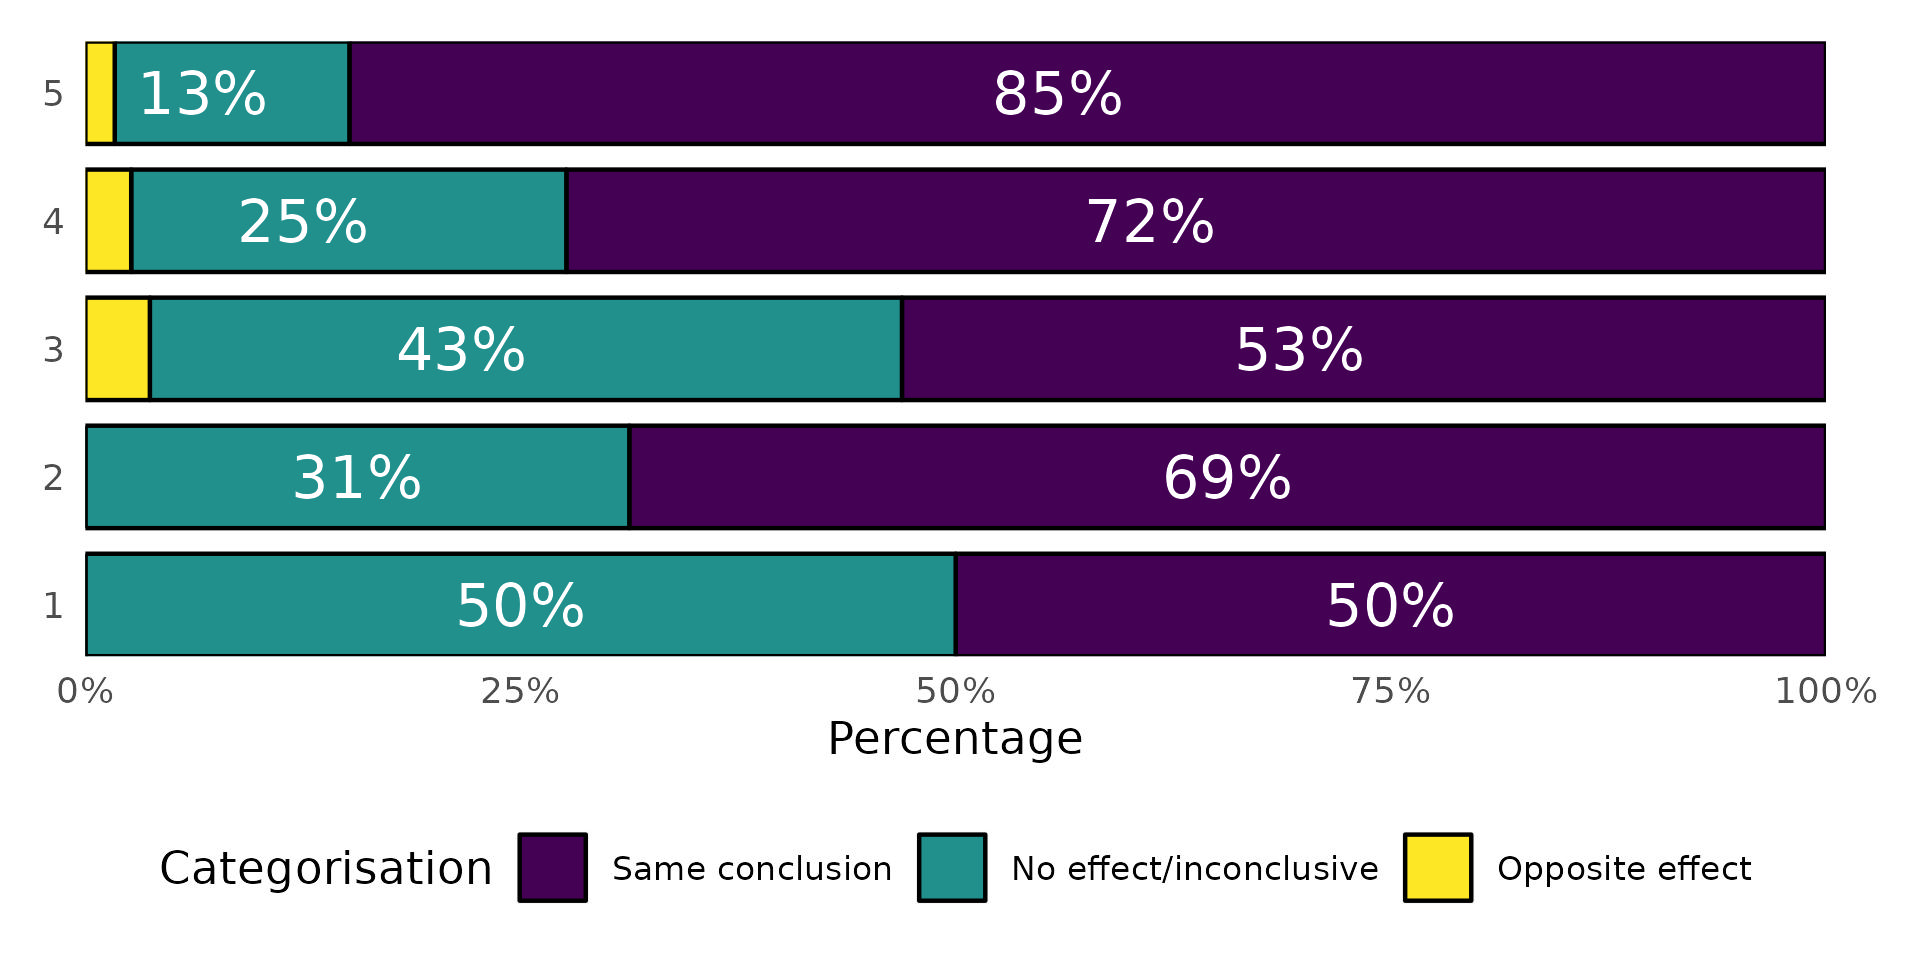 5 13% 85%
4 25% 72%
3 43% 53%
2 31% 69%
1 50% 50%
0% 25% 50% 75% 100%
Percentage
Categorisation Same conclusion No effect/inconclusive Opposite effect